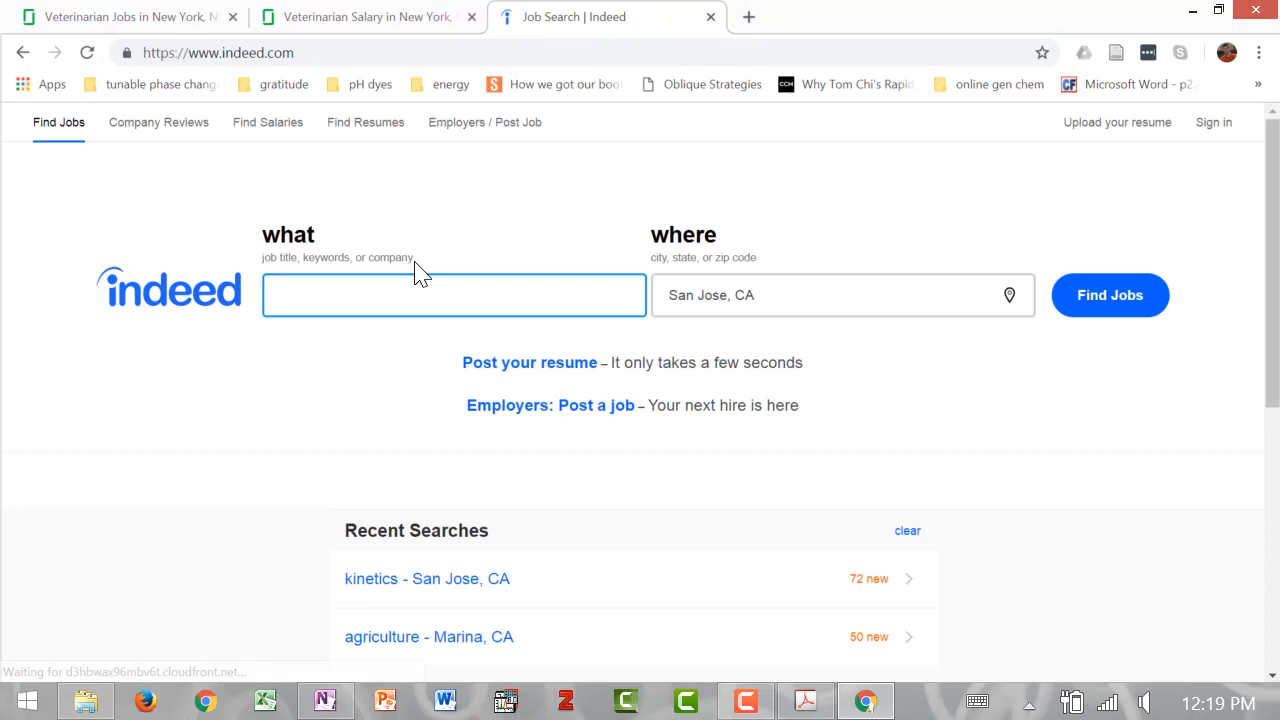 Veterinarian Jobs in New York, N
Veterinarian Salary in New York,
Job Search | Indeed
https://www.indeed.com
Apps
tunable phase chang
gratitude
pH dyes
energy
How we got our boo
Oblique Strategies
CCM
Why Tom Chi's Rapid
online gen chem
CF
Microsoft Word - p2
»
Find Jobs
Company Reviews
Find Salaries
Find Resumes
Employers / Post Job
Upload your resume
Sign in
what
where
job title, keywords, or company
city, state, or zip code
indeed
San Jose, CA
Find Jobs
Post your resume – It only takes a few seconds
Employers: Post a job – Your next hire is here
Recent Searches
clear
kinetics - San Jose, CA
72 new
agriculture - Marina, CA
50 new
Waiting for d3hbwax96mbv6t.cloudfront.net...
12:19 PM